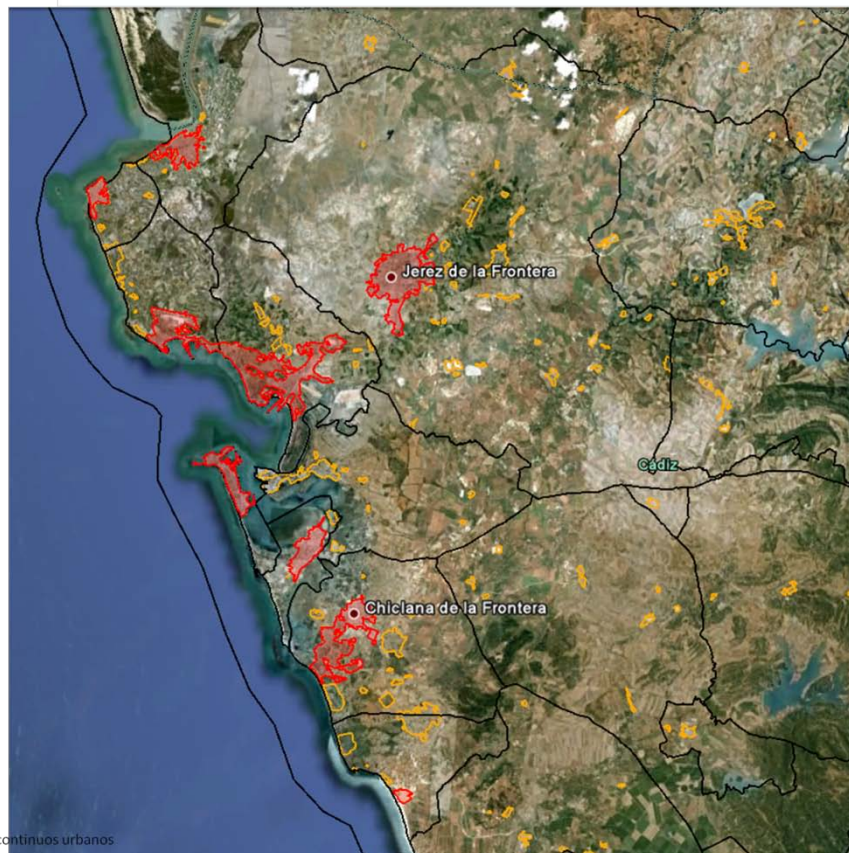 Jerez de la Frontera
Cádiz
Chiclana de la Frontera
continuos urbanos